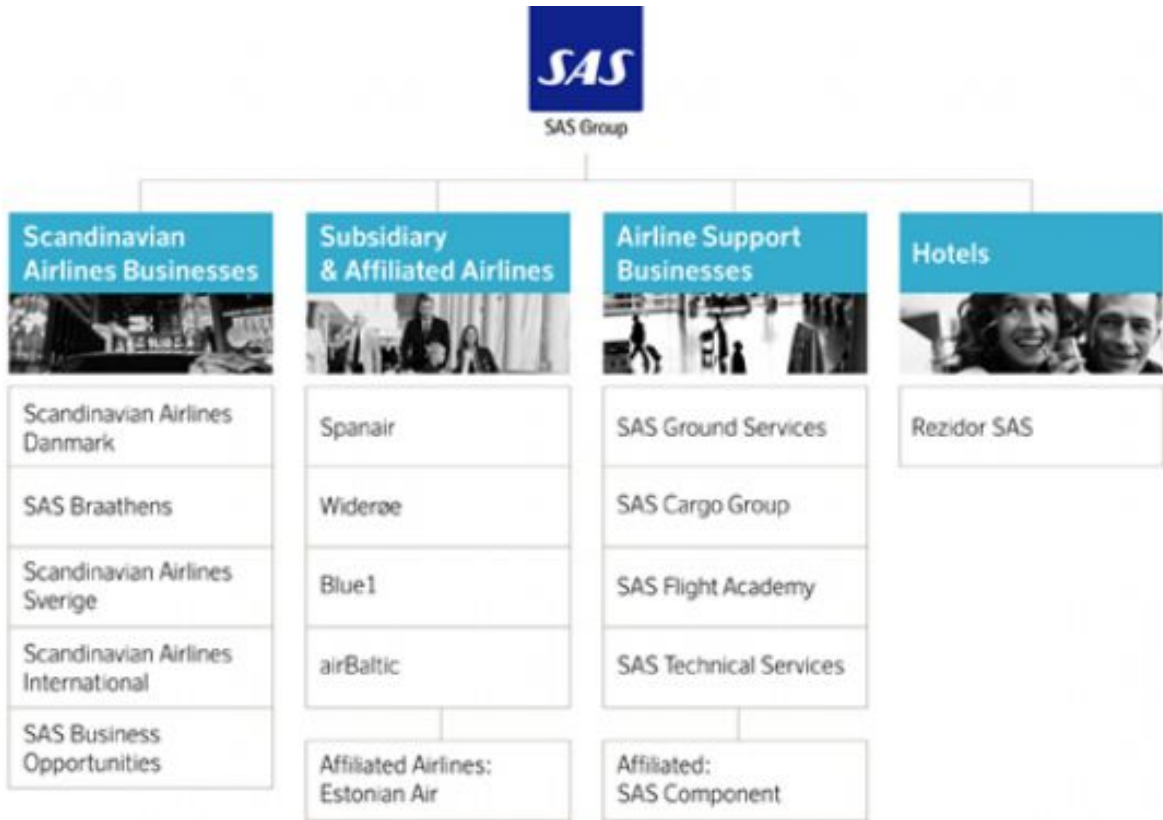 SAS
SAS Group
Scandinavian
Airlines Businesses
Subsidiary
& Affiliated Airlines
Airline Support
Businesses
Hotels
Scandinavian Airlines
Danmark
SAS Braathens
Scandinavian Airlines
Sverige
Scandinavian Airlines
International
SAS Business
Opportunities
Spanair
Widerøe
Blue1
airBaltic
Affiliated Airlines:
Estonian Air
SAS Ground Services
SAS Cargo Group
SAS Flight Academy
SAS Technical Services
Affiliated:
SAS Component
Rezidor SAS